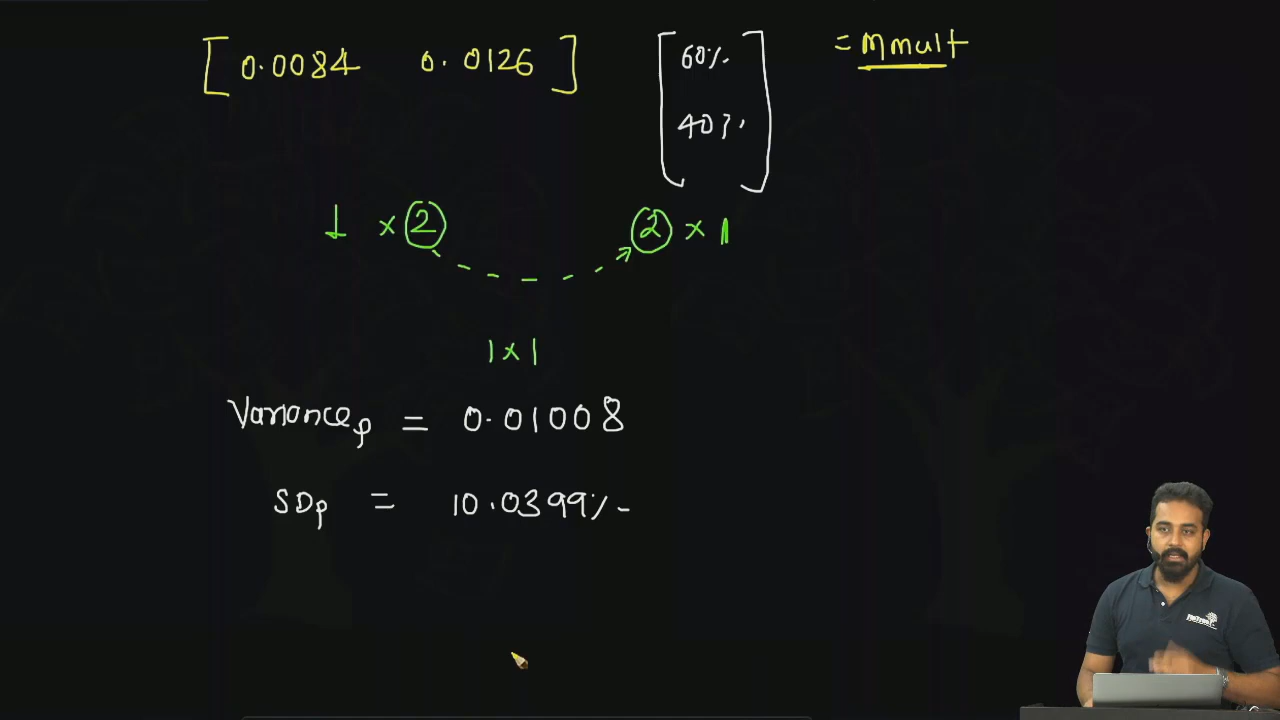 [ 0.0084 0.0126 ] [ 60% = Mmult
40% ]
1 × 2 2 × 1
1 × 1
Variance_p = 0.01008
SD_p = 10.0399%